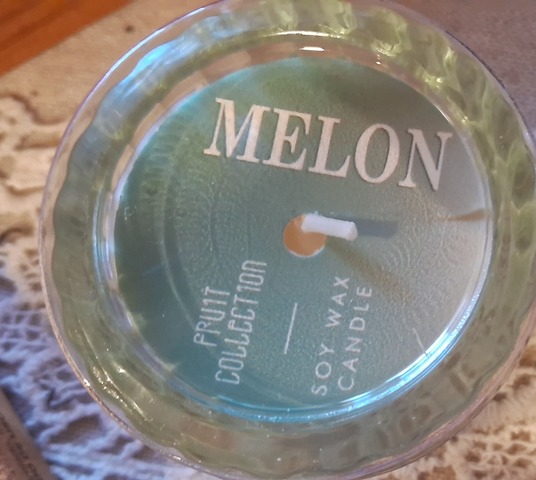 MELON
FRUIT
COLLECTION
SOY WAX
CANDLE